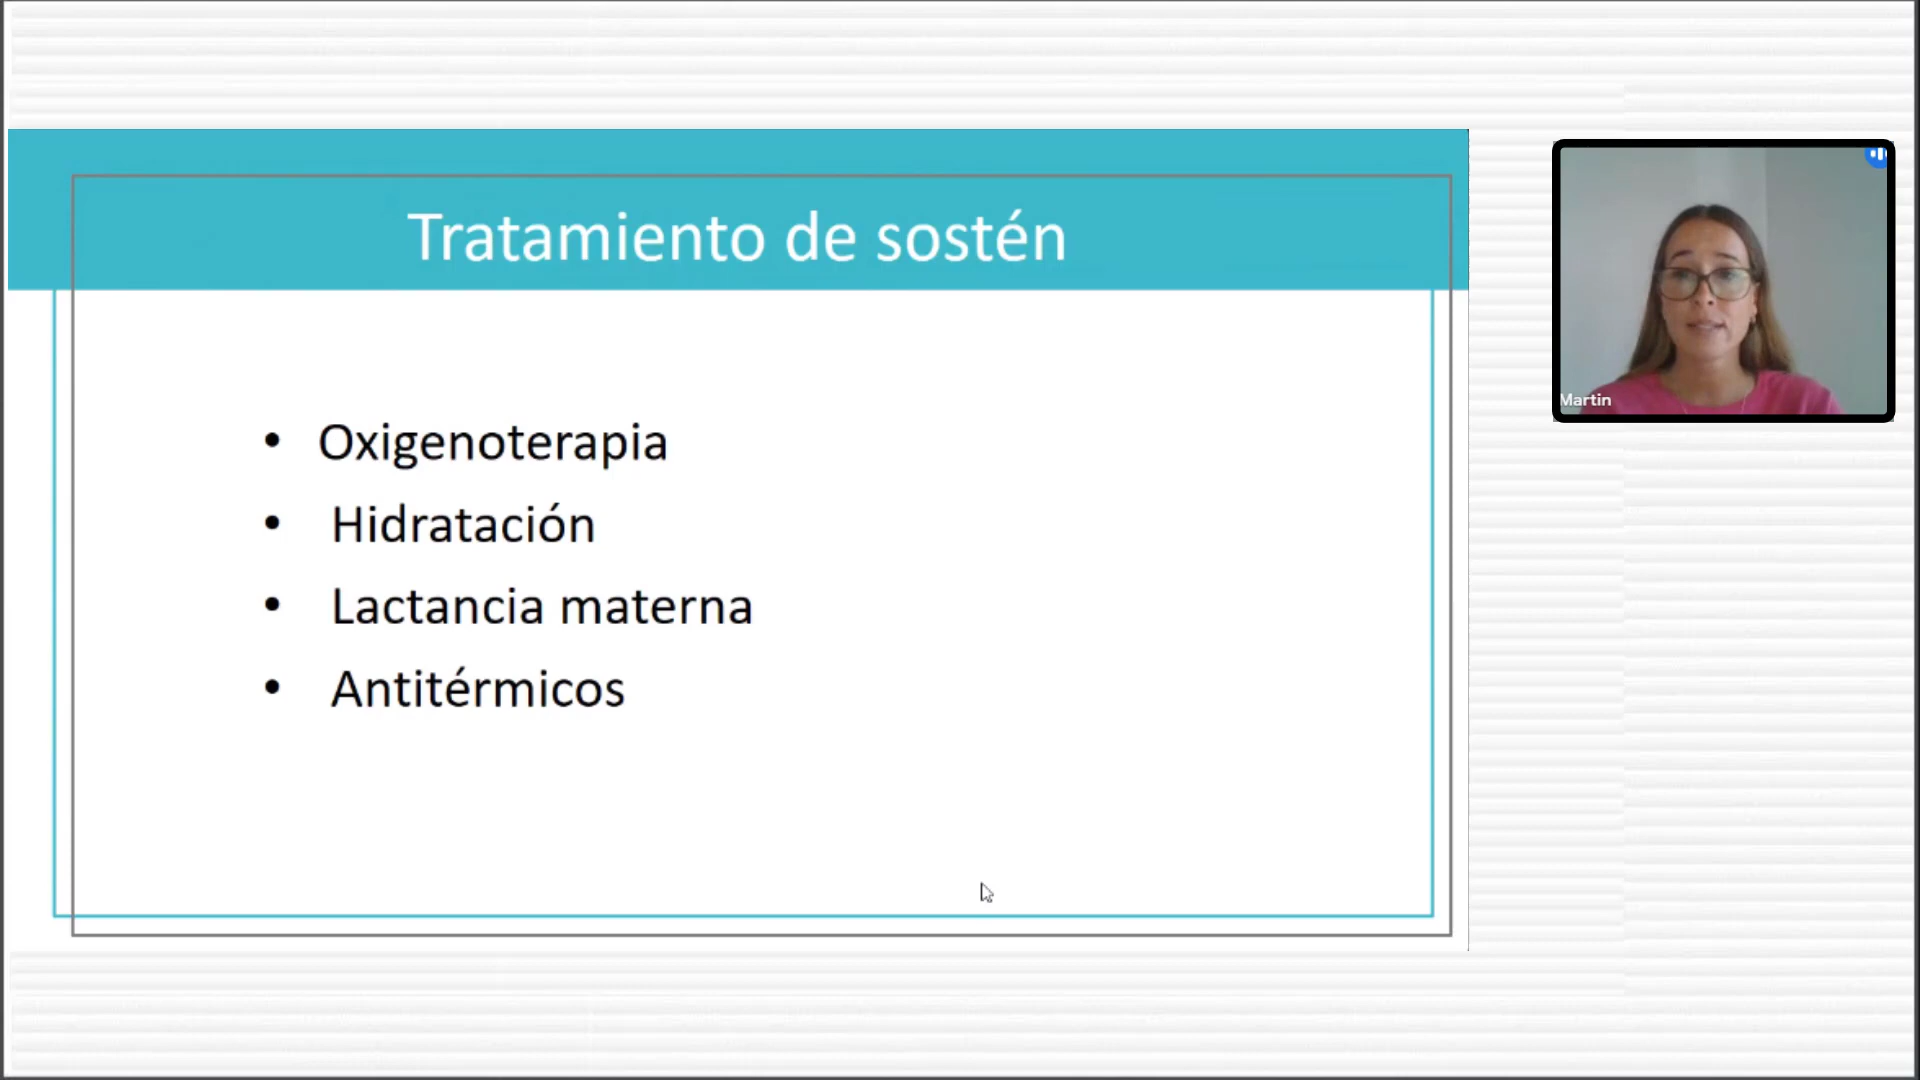 Tratamiento de sostén
• Oxigenoterapia
• Hidratación
• Lactancia materna
• Antitérmicos
Martin